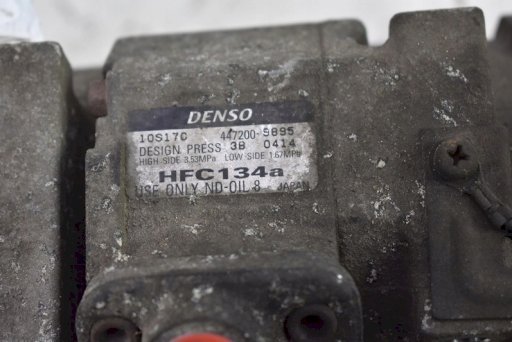 DENSO
10S17C 447200-9895
DESIGN PRESS 3B 0414
HIGH SIDE 3.53MPa LOW SIDE 1.67MPa
HFC134a
USE ONLY ND-OIL 8 JAPAN